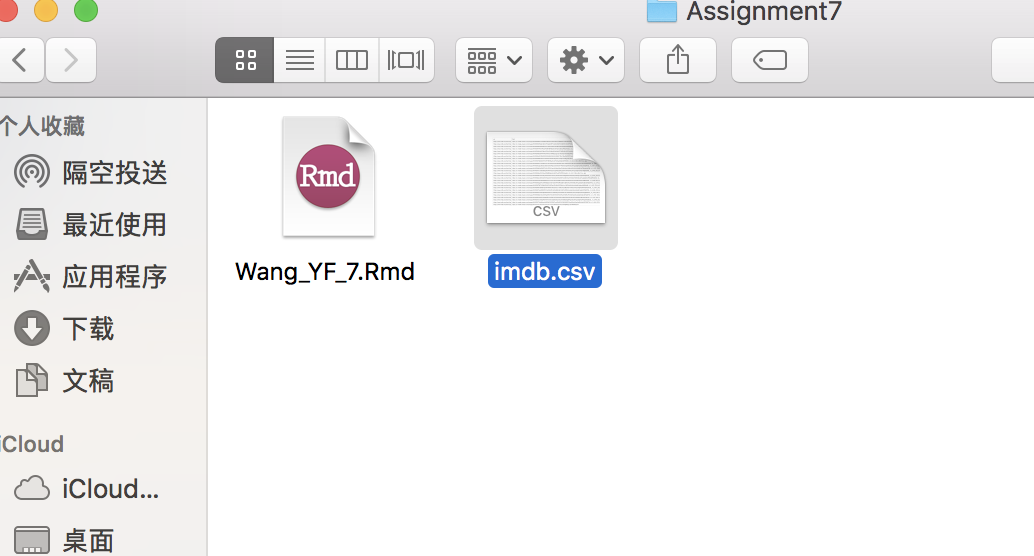 Assignment7
个人收藏
隔空投送
最近使用
应用程序
下载
文稿
iCloud
iCloud...
桌面
Rmd
Wang_YF_7.Rmd
CSV
imdb.csv